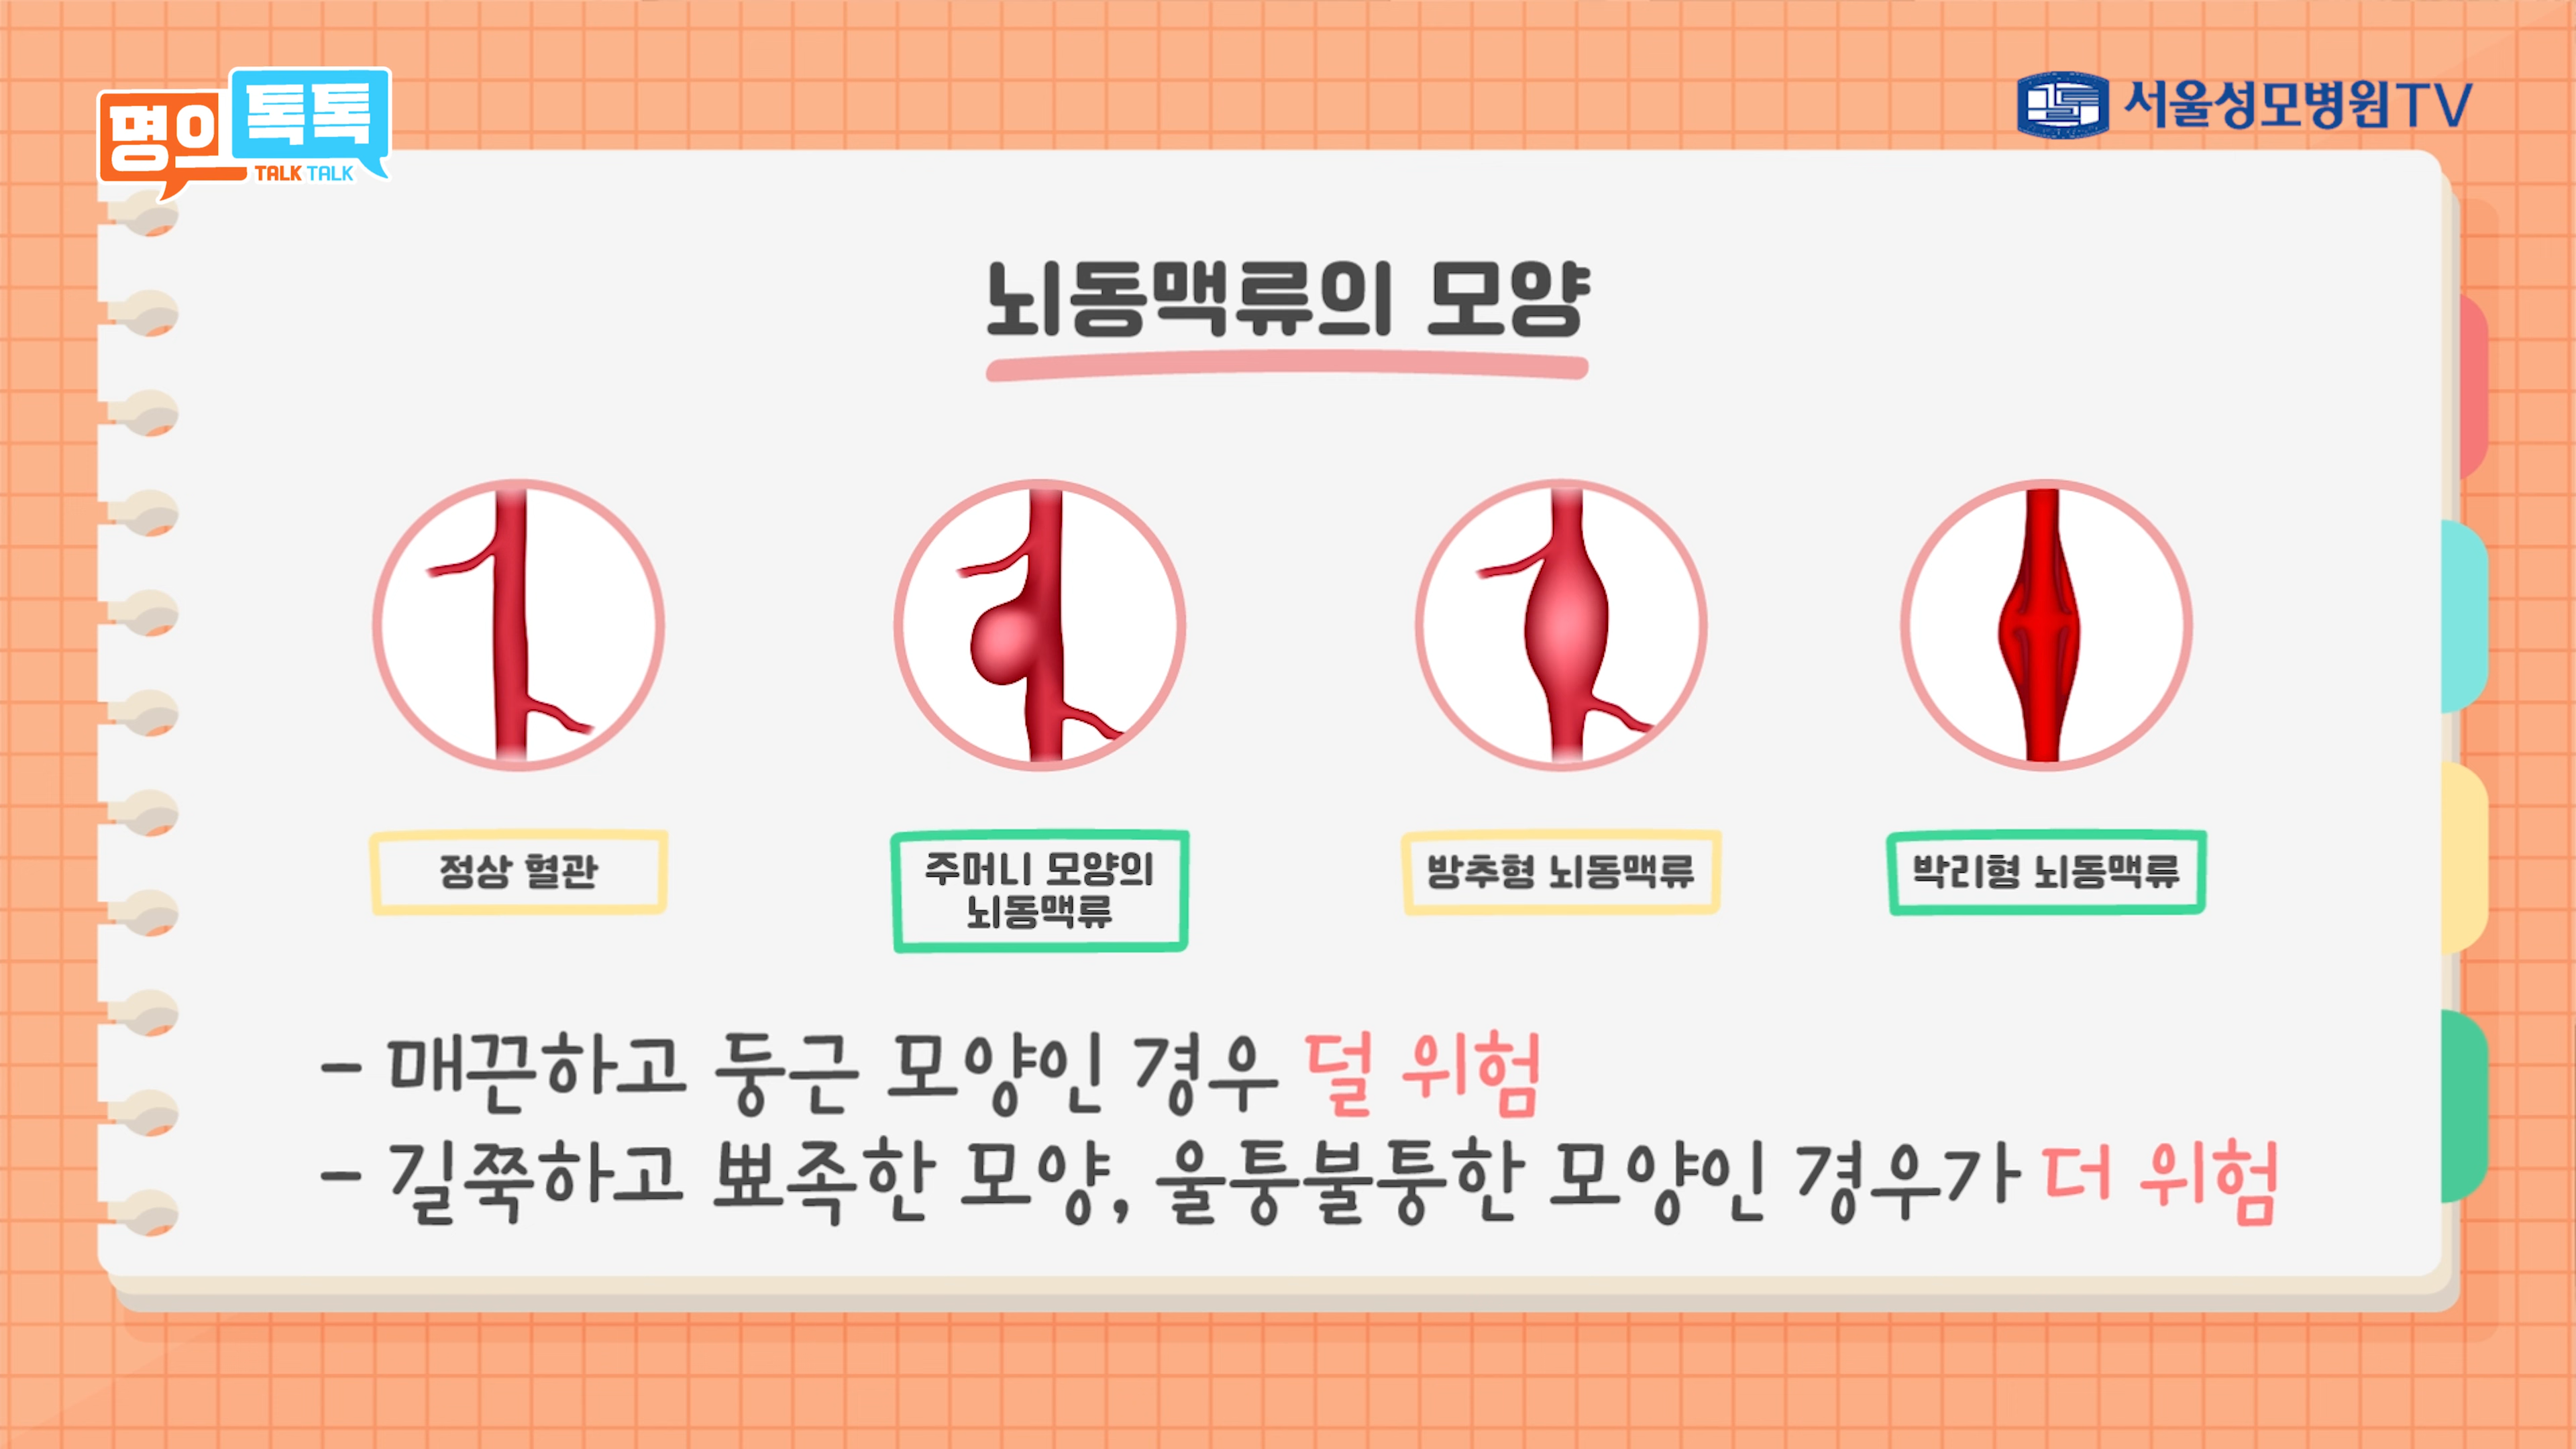 명의톡톡
TALK TALK
서울성모병원TV
뇌동맥류의 모양
정상 혈관
주머니 모양의
뇌동맥류
방추형 뇌동맥류
박리형 뇌동맥류
- 매끈하고 둥근 모양인 경우 덜 위험
- 길쭉하고 뾰족한 모양, 울퉁불퉁한 모양인 경우가 더 위험